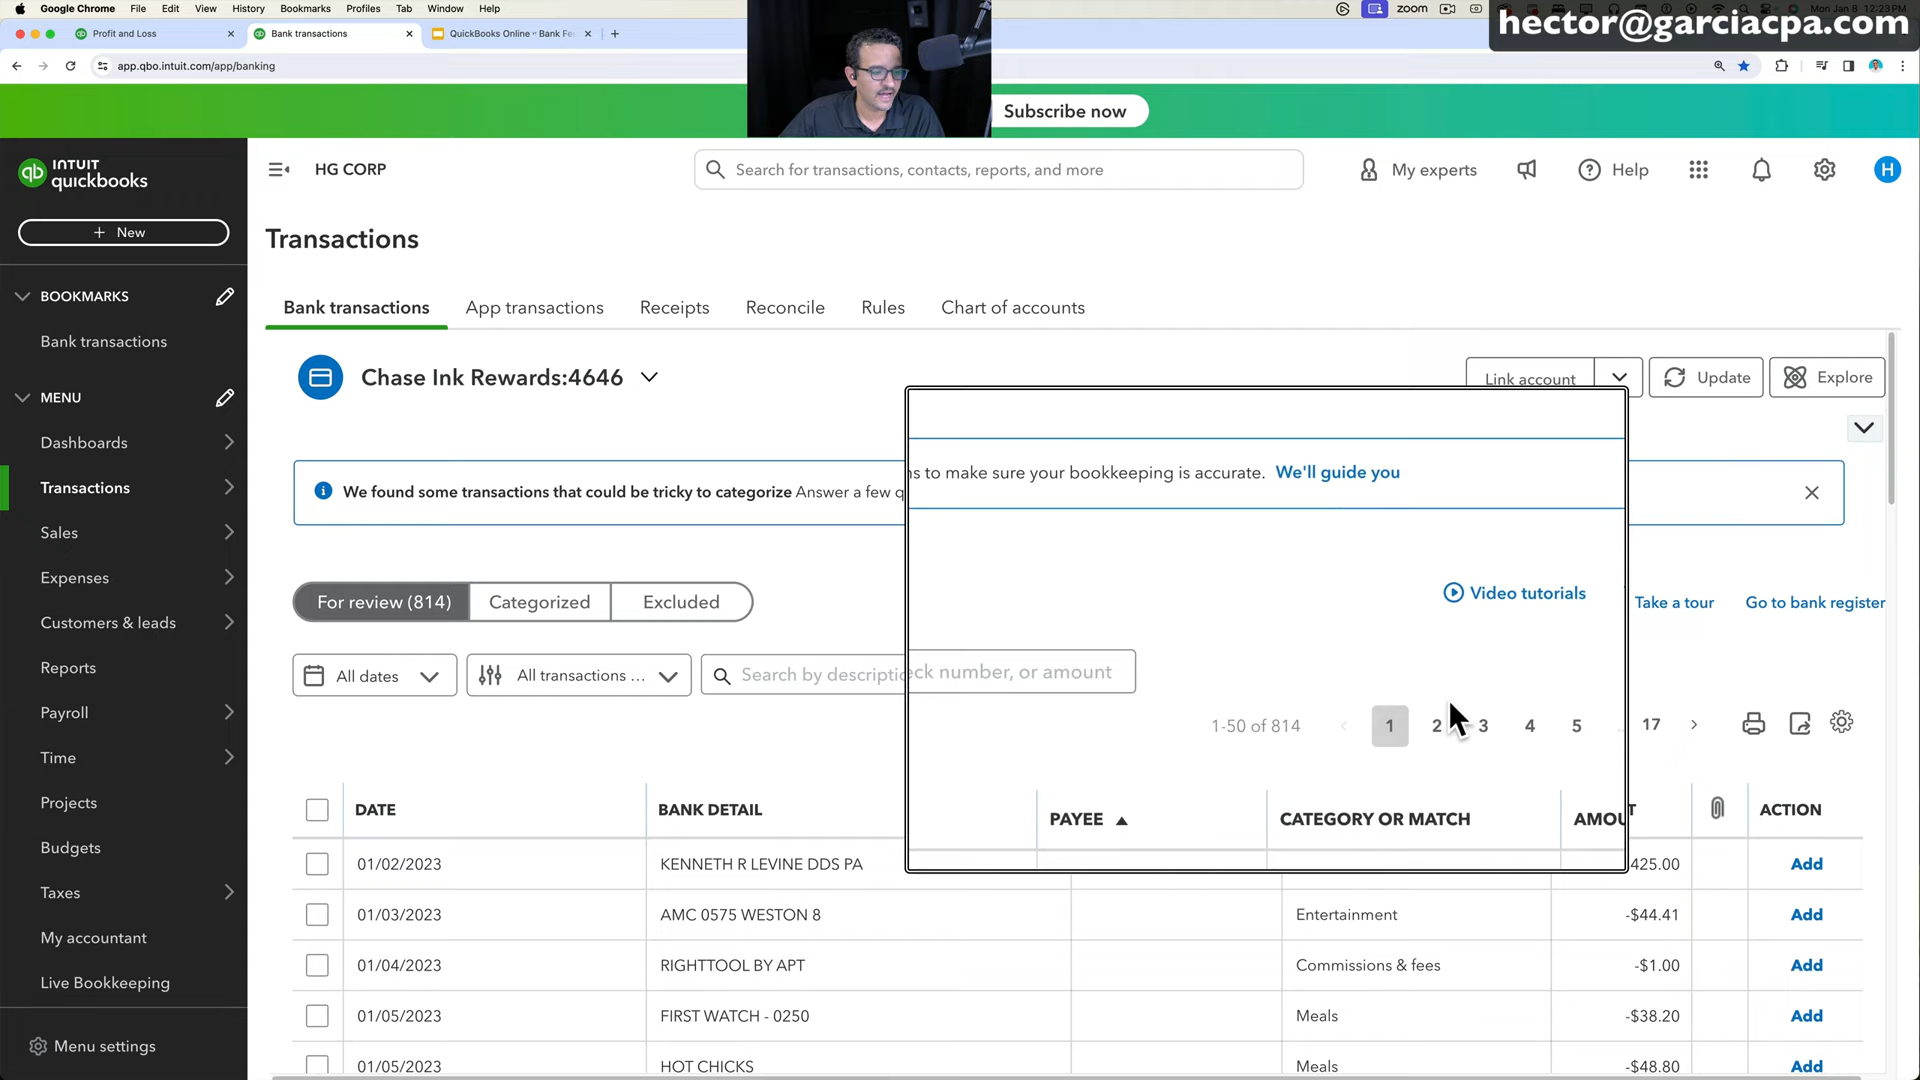 Google Chrome File Edit View History Bookmarks Profiles Tab Window Help
zoom
Mon Jan 8 12:23 PM
hector@garciacpa.com
Profit and Loss
Bank transactions
QuickBooks Online - Bank Fe
app.qbo.intuit.com/app/banking
Subscribe now
INTUIT
quickbooks
HG CORP
Search for transactions, contacts, reports, and more
My experts
Help
H
+ New
Transactions
BOOKMARKS
Bank transactions
Bank transactions App transactions Receipts Reconcile Rules Chart of accounts
MENU
Dashboards
Transactions
Sales
Expenses
Customers & leads
Reports
Payroll
Time
Projects
Budgets
Taxes
My accountant
Live Bookkeeping
Menu settings
Chase Ink Rewards:4646
Link account
Update
Explore
We found some transactions that could be tricky to categorize Answer a few q
ns to make sure your bookkeeping is accurate. We'll guide you
For review (814) Categorized Excluded
Video tutorials
Take a tour
Go to bank register
All dates
All transactions ...
Search by descriptio
eck number, or amount
1-50 of 814 < 1 2 3 4 5 17 >
DATE BANK DETAIL PAYEE CATEGORY OR MATCH AMOU T ACTION
01/02/2023 KENNETH R LEVINE DDS PA 425.00 Add
01/03/2023 AMC 0575 WESTON 8 Entertainment -$44.41 Add
01/04/2023 RIGHTTOOL BY APT Commissions & fees -$1.00 Add
01/05/2023 FIRST WATCH - 0250 Meals -$38.20 Add
01/05/2023 HOT CHICKS Meals -$48.80 Add